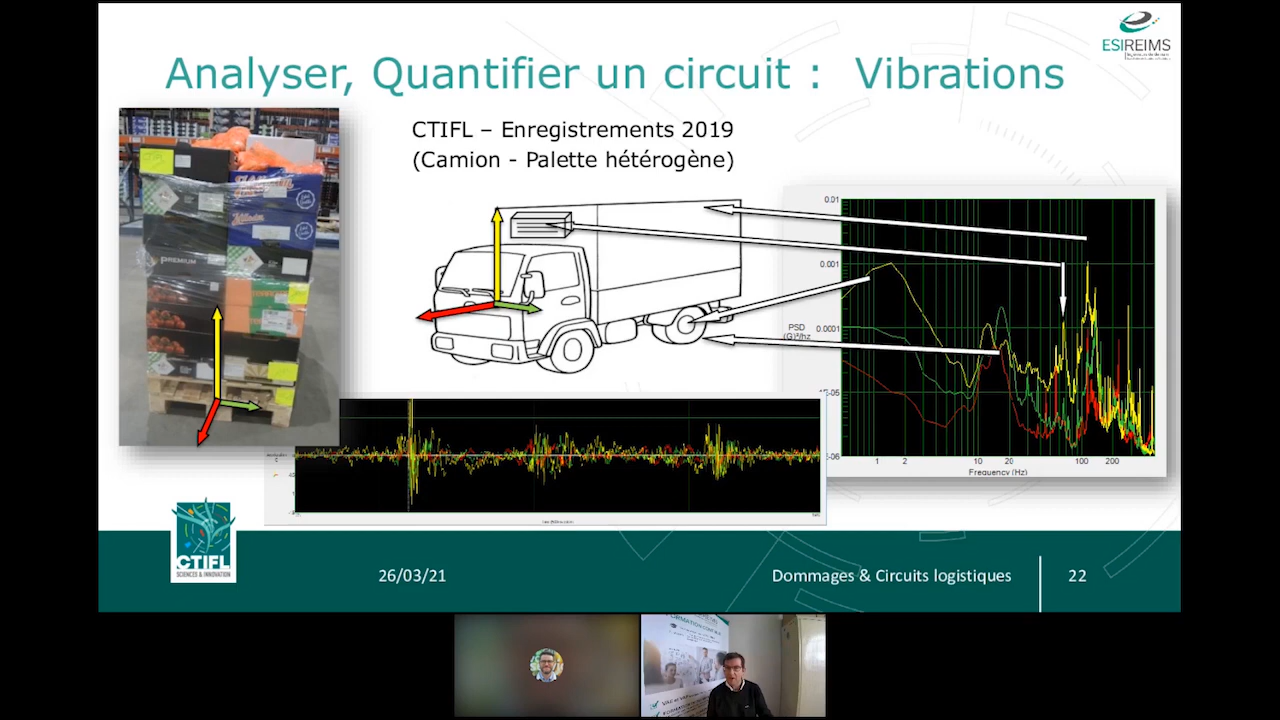 ESIREIMS
Analyser, Quantifier un circuit : Vibrations
CTIFL – Enregistrements 2019
(Camion - Palette hétérogène)
PREMIUM
0.01
0.001
PSD
(G)²/hz
0.0001
1 2 10 20 100 200
Frequency (Hz)
CTIFL
SCIENCES & INNOVATION
26/03/21
Dommages & Circuits logistiques
22